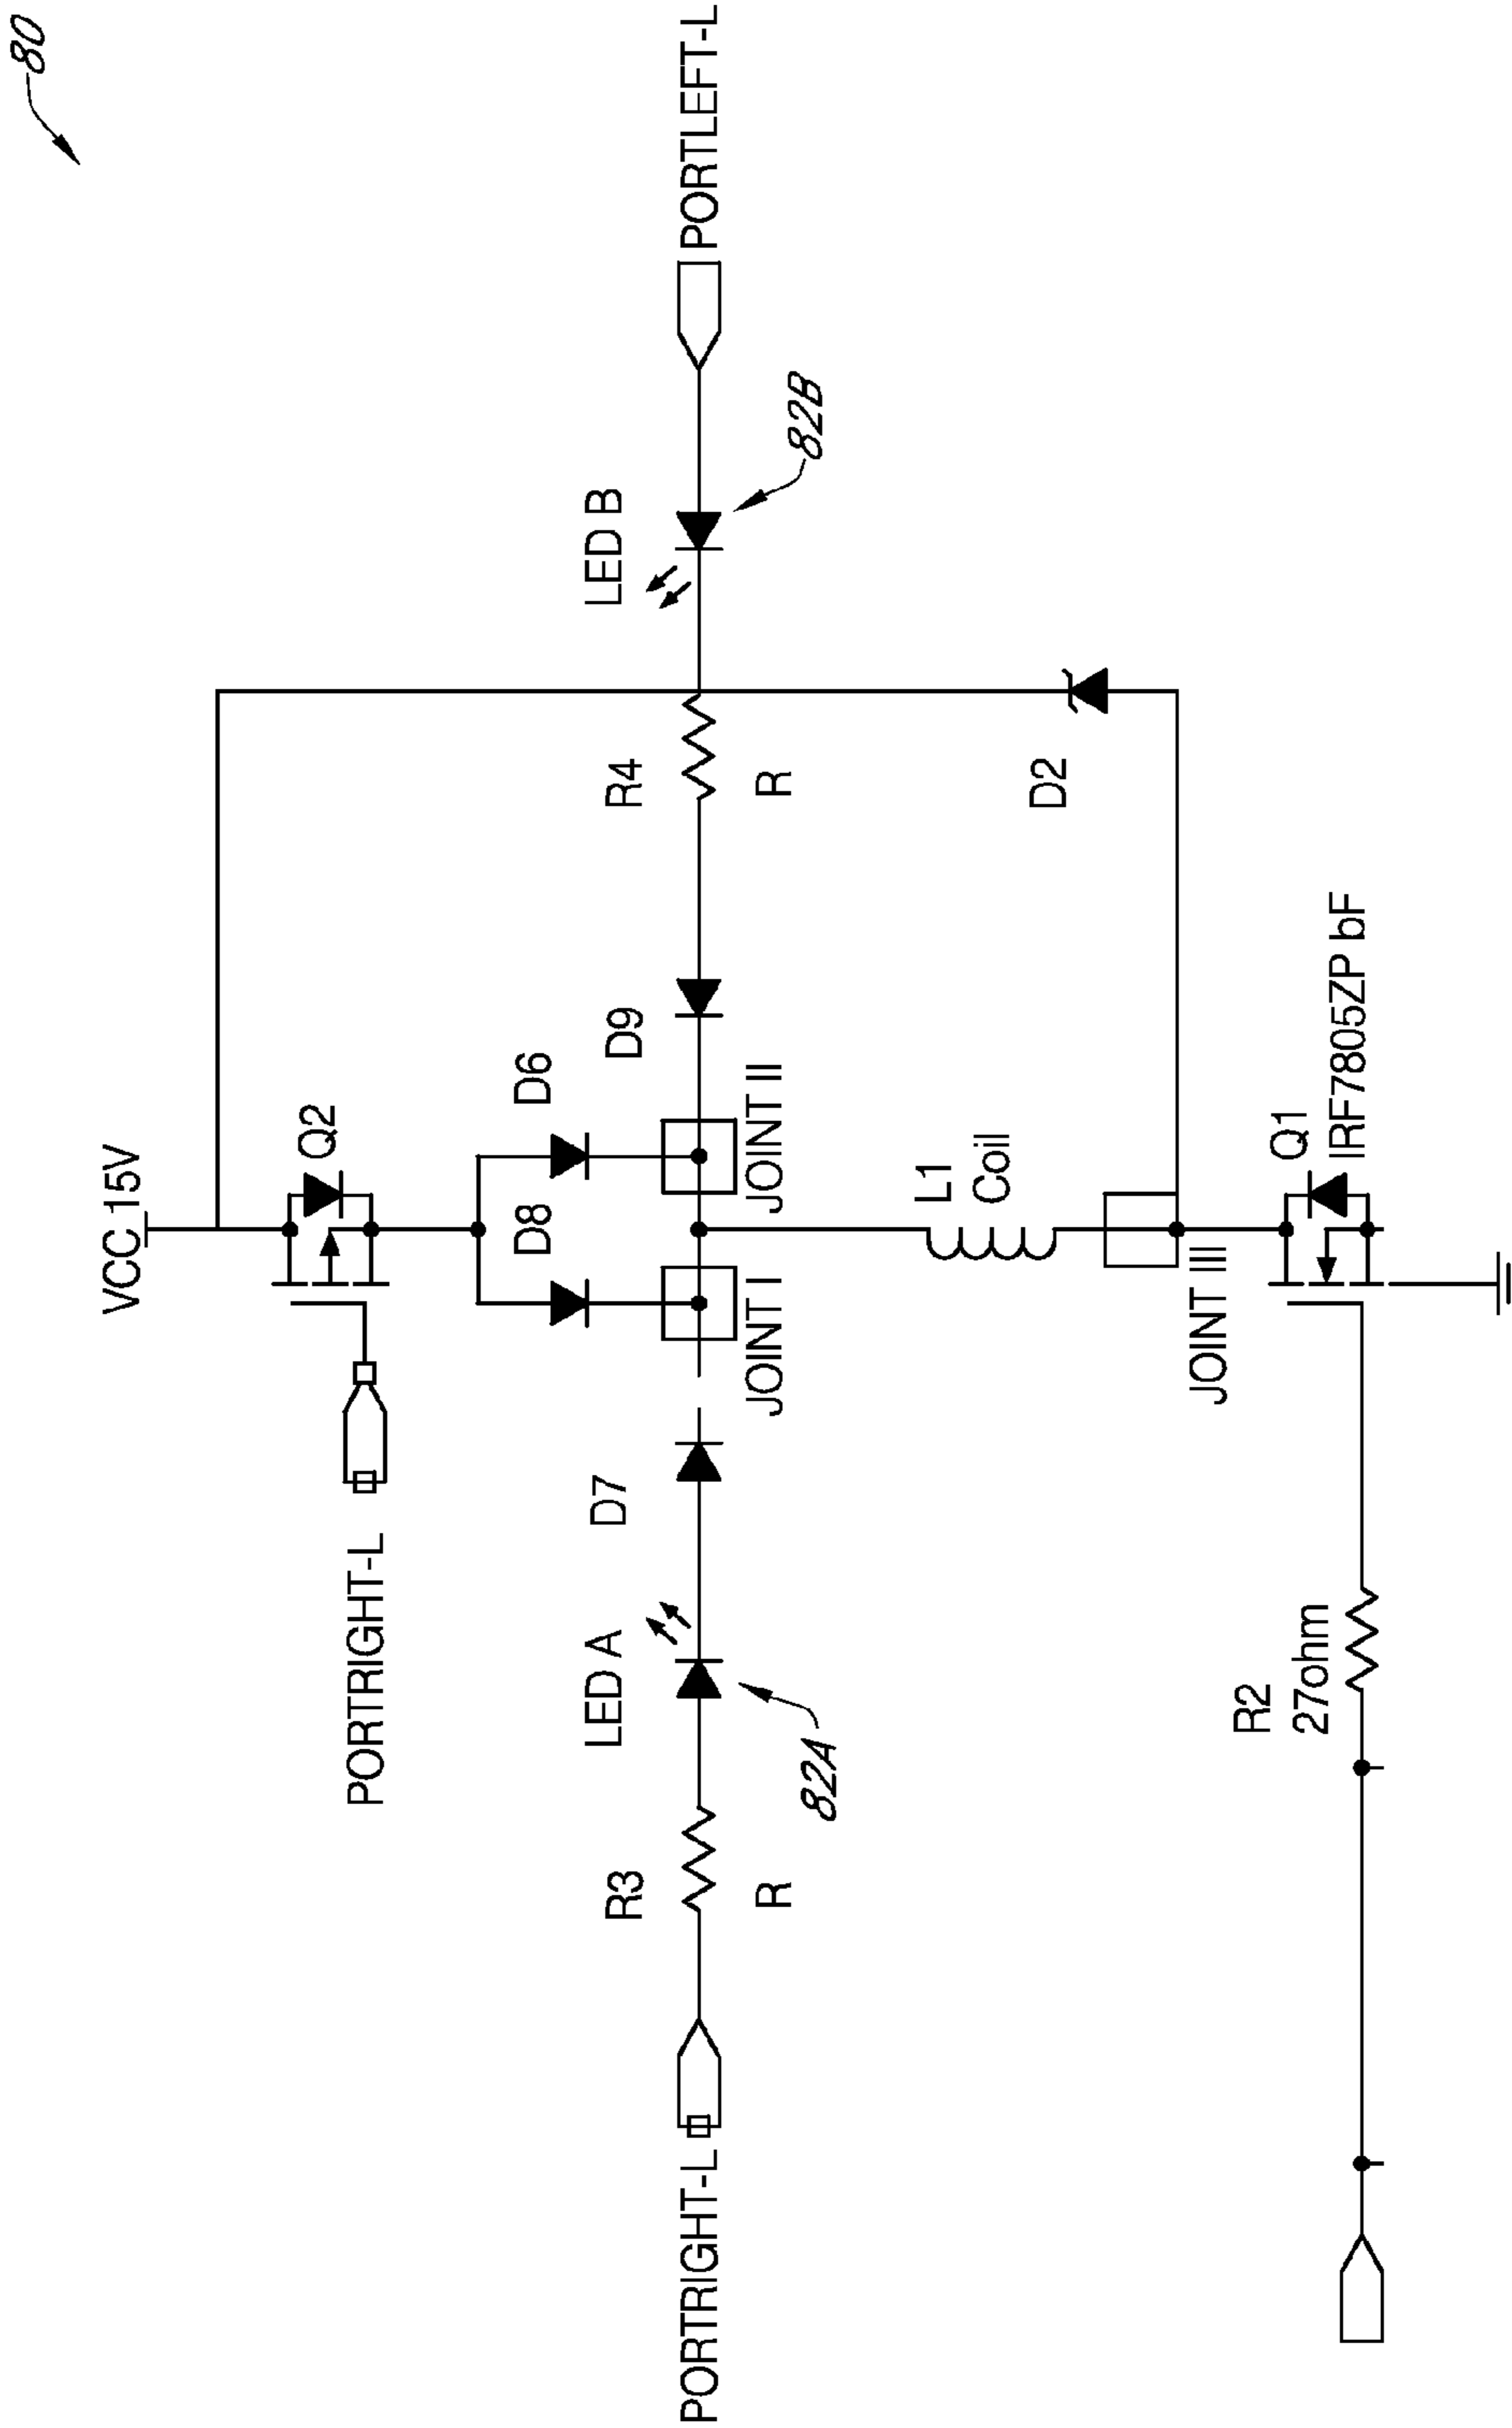 80
VCC 15V
Q2
PORTRIGHT-L
D8
D6
PORTRIGHT-L
R3
R
LED A
82A
D7
JOINT I
JOINT II
D9
R4
R
LED B
82B
PORTLEFT-L
L1
Coil
D2
JOINT III
Q1
IRF7805ZP bF
R2
27ohm